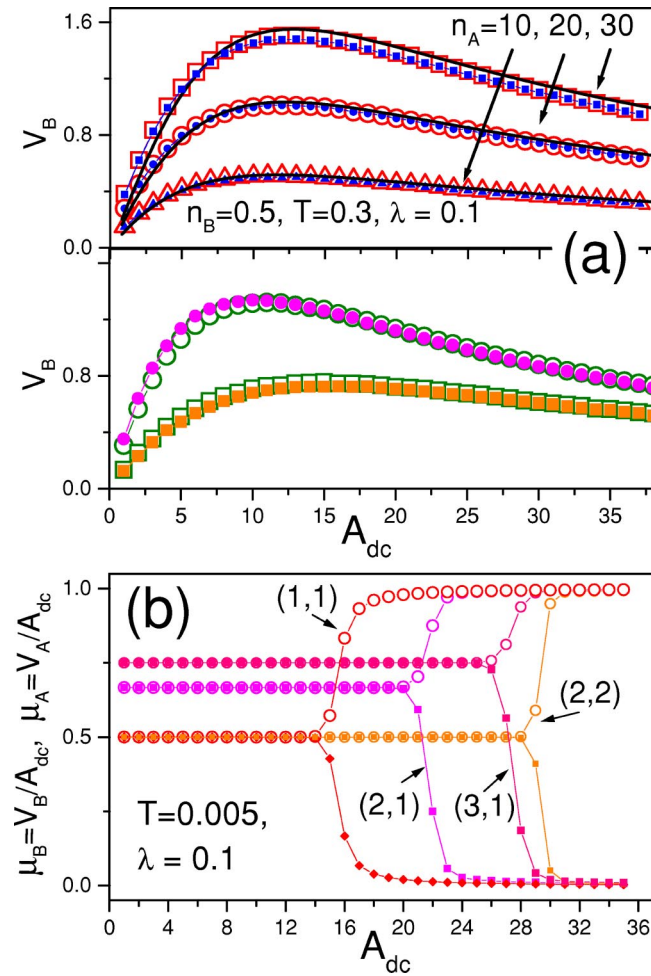 1.6
n_A=10, 20, 30
0.8
V_B
n_B=0.5, T=0.3, λ = 0.1
0.0
(a)
0.8
V_B
0.0
0 5 10 15 20 25 30 35
A_dc
(b)
1.0
(1,1)
0.5
(2,2)
(2,1)
(3,1)
T=0.005,
λ = 0.1
0.0
μ_B=V_B/A_dc, μ_A=V_A/A_dc
0 4 8 12 16 20 24 28 32 36
A_dc